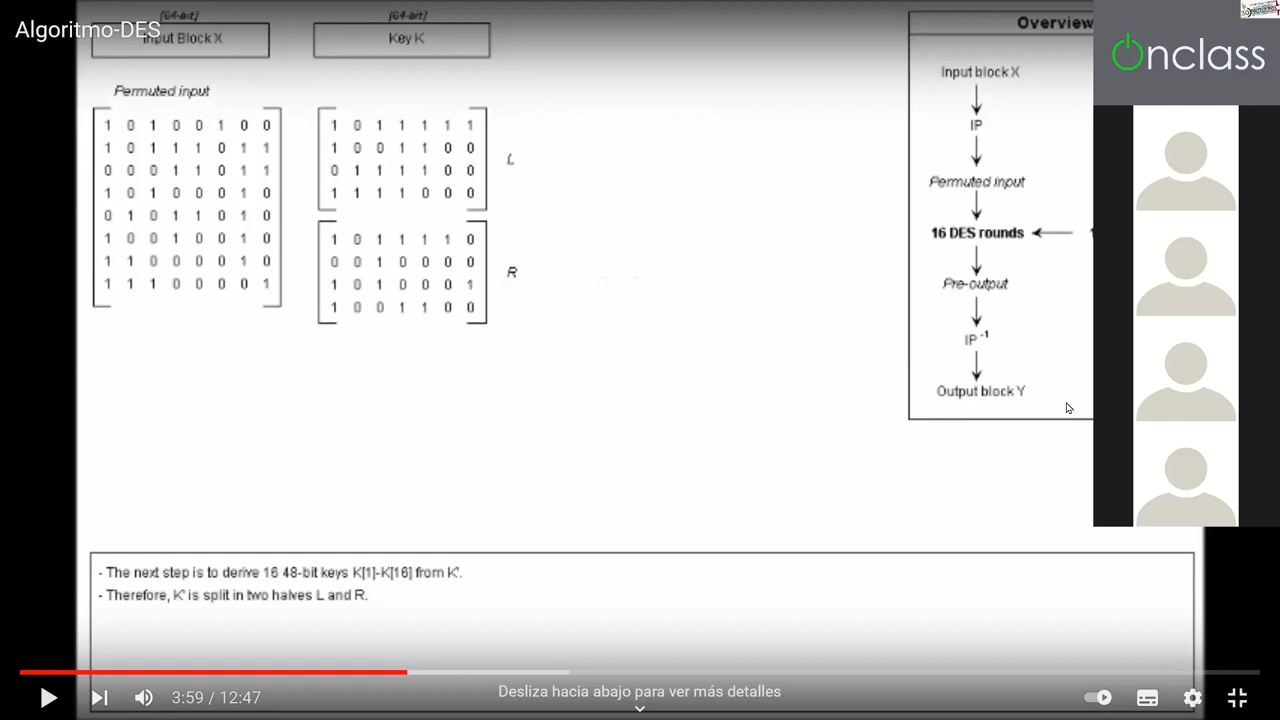 Algoritmo-DES
(64-bit)
(64-bit)
Input Block X
Key K
Permuted input
1 0 1 0 0 1 0 0
1 0 1 1 1 0 1 1
0 0 0 1 1 0 1 1
1 0 1 0 0 0 1 0
0 1 0 1 1 0 1 0
1 0 0 1 0 0 1 0
1 1 0 0 0 0 1 0
1 1 1 0 0 0 0 1
1 0 1 1 1 1 1
1 0 0 1 1 0 0
0 1 1 1 1 0 0
1 1 1 1 0 0 0
L
1 0 1 1 1 1 0
0 0 1 0 0 0 0
1 0 1 0 0 0 1
1 0 0 1 1 0 0
R
Overview
Input block X
IP
Permuted input
16 DES rounds
Pre-output
IP -1
Output block Y
Onclass
- The next step is to derive 16 48-bit keys K[1]-K[16] from K'.
- Therefore, K' is split in two halves L and R.
3:59 / 12:47
Desliza hacia abajo para ver más detalles